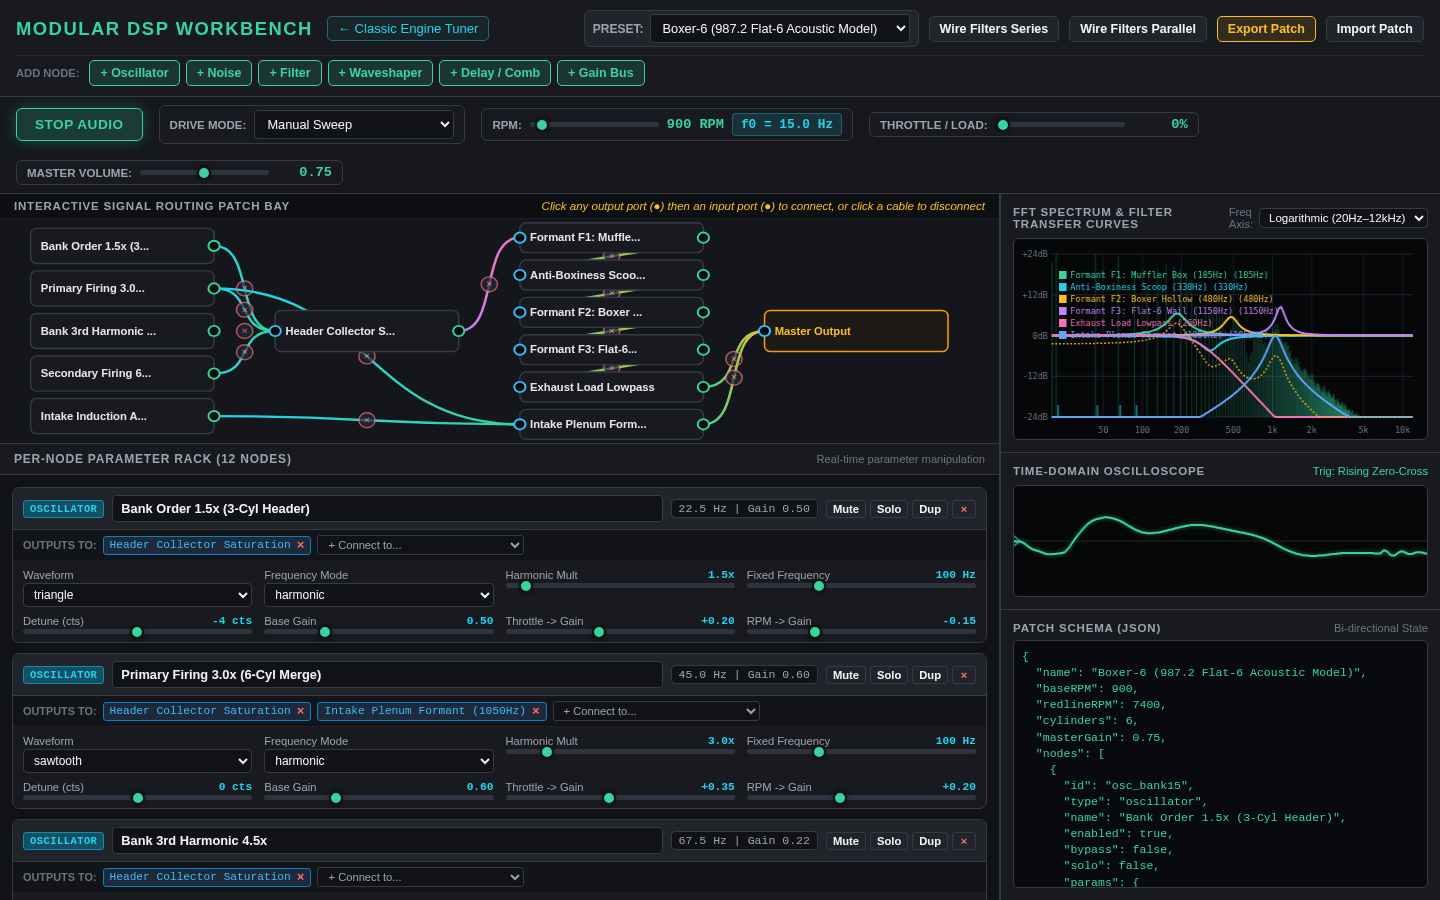 MODULAR DSP WORKBENCH
← Classic Engine Tuner
PRESET:
Boxer-6 (987.2 Flat-6 Acoustic Model)
Wire Filters Series
Wire Filters Parallel
Export Patch
Import Patch
ADD NODE:
+ Oscillator
+ Noise
+ Filter
+ Waveshaper
+ Delay / Comb
+ Gain Bus
STOP AUDIO
DRIVE MODE:
Manual Sweep
RPM:
900 RPM
f0 = 15.0 Hz
THROTTLE / LOAD:
0%
MASTER VOLUME:
0.75
INTERACTIVE SIGNAL ROUTING PATCH BAY
Click any output port (●) then an input port (●) to connect, or click a cable to disconnect
Bank Order 1.5x (3...
Primary Firing 3.0...
Bank 3rd Harmonic ...
Secondary Firing 6...
Intake Induction A...
Header Collector S...
Formant F1: Muffle...
Anti-Boxiness Scoo...
Formant F2: Boxer ...
Formant F3: Flat-6...
Exhaust Load Lowpass
Intake Plenum Form...
Master Output
PER-NODE PARAMETER RACK (12 NODES)
Real-time parameter manipulation
OSCILLATOR
Bank Order 1.5x (3-Cyl Header)
22.5 Hz | Gain 0.50
Mute
Solo
Dup
×
OUTPUTS TO:
Header Collector Saturation ×
+ Connect to...
Waveform
triangle
Frequency Mode
harmonic
Harmonic Mult
1.5x
Fixed Frequency
100 Hz
Detune (cts)
-4 cts
Base Gain
0.50
Throttle -> Gain
+0.20
RPM -> Gain
-0.15
OSCILLATOR
Primary Firing 3.0x (6-Cyl Merge)
45.0 Hz | Gain 0.60
Mute
Solo
Dup
×
OUTPUTS TO:
Header Collector Saturation ×
Intake Plenum Formant (1050Hz) ×
+ Connect to...
Waveform
sawtooth
Frequency Mode
harmonic
Harmonic Mult
3.0x
Fixed Frequency
100 Hz
Detune (cts)
0 cts
Base Gain
0.60
Throttle -> Gain
+0.35
RPM -> Gain
+0.20
OSCILLATOR
Bank 3rd Harmonic 4.5x
67.5 Hz | Gain 0.22
Mute
Solo
Dup
×
OUTPUTS TO:
Header Collector Saturation ×
+ Connect to...
FFT SPECTRUM & FILTER
TRANSFER CURVES
Freq
Axis:
Logarithmic (20Hz–12kHz)
+24dB
+12dB
0dB
-12dB
-24dB
Formant F1: Muffler Box (185Hz) (185Hz)
Anti-Boxiness Scoop (330Hz) (330Hz)
Formant F2: Boxer Hollow (480Hz) (480Hz)
Formant F3: Flat-6 Wail (1150Hz) (1150Hz)
Exhaust Load Lowpass (260Hz)
50
100
200
500
1k
2k
5k
10k
TIME-DOMAIN OSCILLOSCOPE
Trig: Rising Zero-Cross
PATCH SCHEMA (JSON)
Bi-directional State
{
"name": "Boxer-6 (987.2 Flat-6 Acoustic Model)",
"baseRPM": 900,
"redlineRPM": 7400,
"cylinders": 6,
"masterGain": 0.75,
"nodes": [
{
"id": "osc_bank15",
"type": "oscillator",
"name": "Bank Order 1.5x (3-Cyl Header)",
"enabled": true,
"bypass": false,
"solo": false,
"params": {